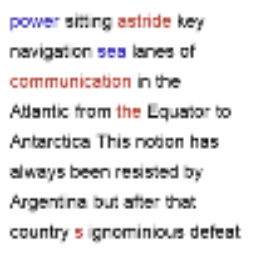 power sitting astride key
navigation sea lanes of
communication in the
Atlantic from the Equator to
Antarctica This notion has
always been resisted by
Argentina but after that
country s ignominious defeat